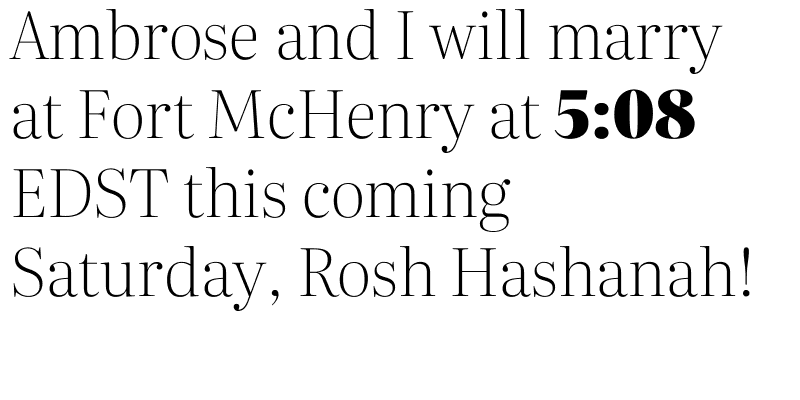 Ambrose and I will marry
at Fort McHenry at 5:08
EDST this coming
Saturday, Rosh Hashanah!